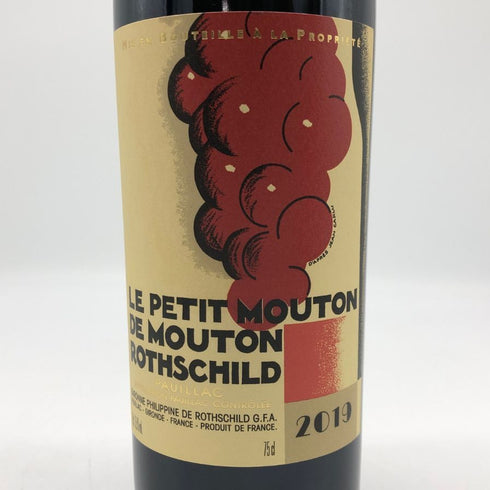 MIS EN BOUTEILLE À LA PROPRIÉTÉ
D'APRÈS JEAN CARLU
LE PETIT MOUTON
DE MOUTON
ROTHSCHILD
PAUILLAC
PAUILLAC CONTRÔLÉE
PHILIPPINE DE ROTHSCHILD G.F.A.
GIRONDE - FRANCE - PRODUIT DE FRANCE.
75cl
2019